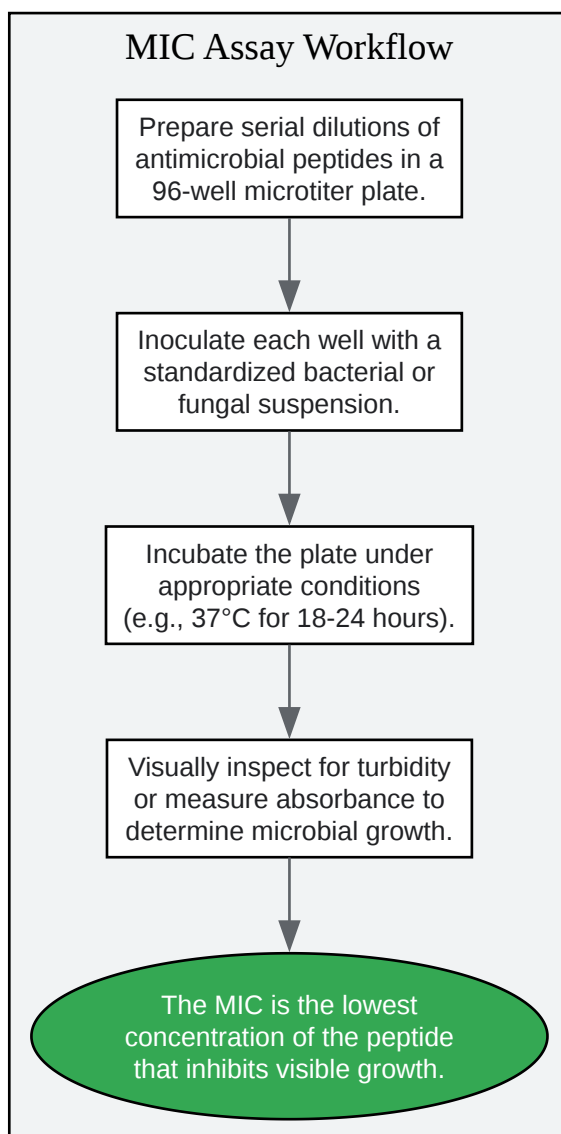 MIC Assay Workflow
Prepare serial dilutions of
antimicrobial peptides in a
96-well microtiter plate.
Inoculate each well with a
standardized bacterial or
fungal suspension.
Incubate the plate under
appropriate conditions
(e.g., 37°C for 18-24 hours).
Visually inspect for turbidity
or measure absorbance to
determine microbial growth.
The MIC is the lowest
concentration of the peptide
that inhibits visible growth.